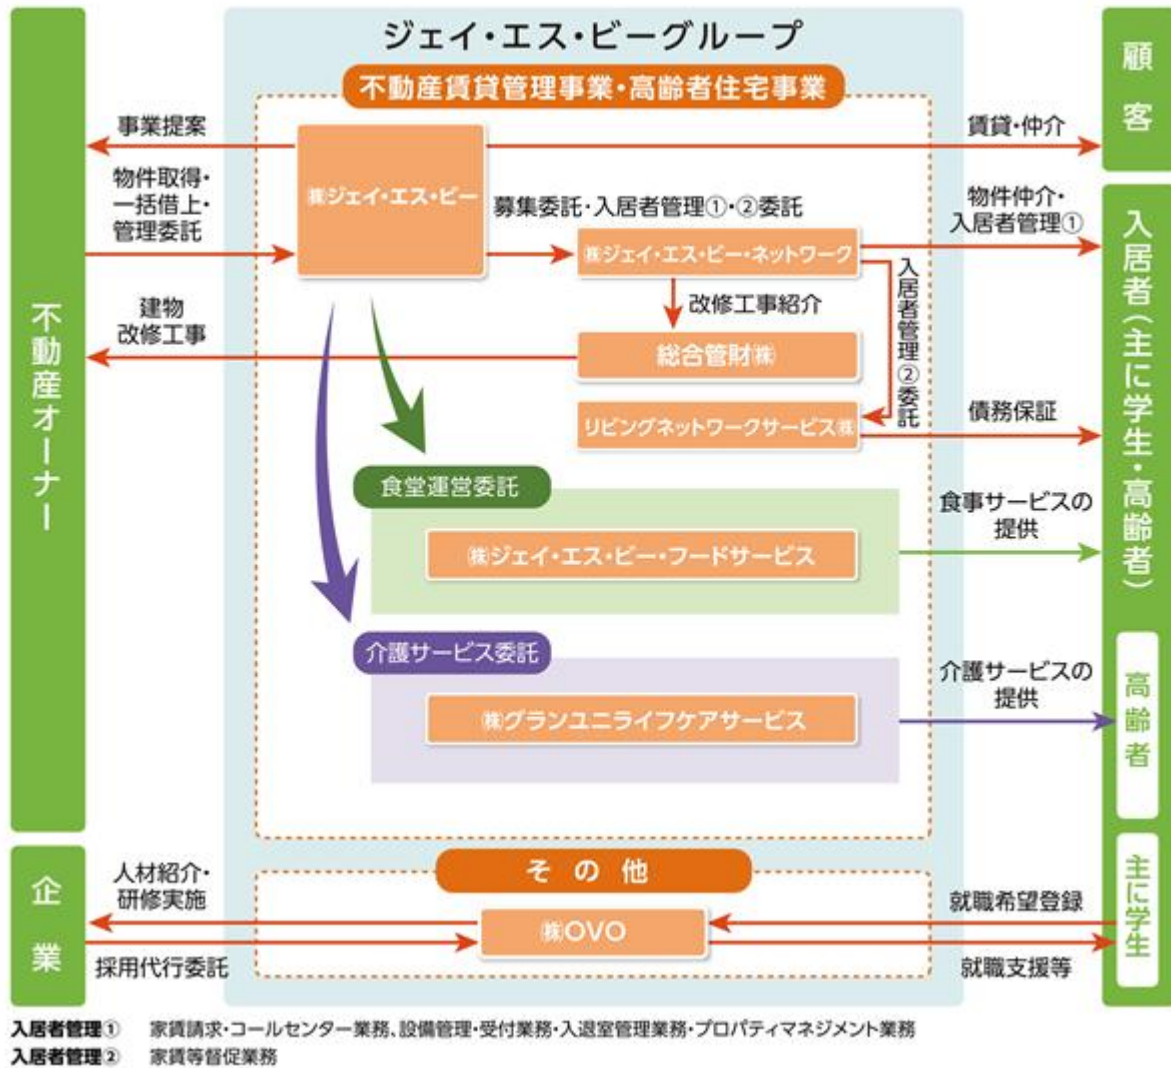 ジェイ・エス・ビーグループ
不動産賃貸管理事業・高齢者住宅事業
不動産オーナー
企業
顧客
入居者(主に学生・高齢者)
高齢者
主に学生
事業提案
物件取得・
一括借上・
管理委託
㈱ジェイ・エス・ビー
賃貸・仲介
募集委託・入居者管理①・②委託
㈱ジェイ・エス・ビー・ネットワーク
物件仲介・
入居者管理①
建物
改修工事
改修工事紹介
入居者管理②委託
総合管財㈱
リビングネットワークサービス㈱
債務保証
食堂運営委託
㈱ジェイ・エス・ビー・フードサービス
食事サービスの
提供
介護サービス委託
㈱グランユニライフケアサービス
介護サービスの
提供
その他
人材紹介・
研修実施
㈱OVO
就職希望登録
採用代行委託
就職支援等
入居者管理① 家賃請求・コールセンター業務、設備管理・受付業務・入退室管理業務・プロパティマネジメント業務
入居者管理② 家賃等督促業務